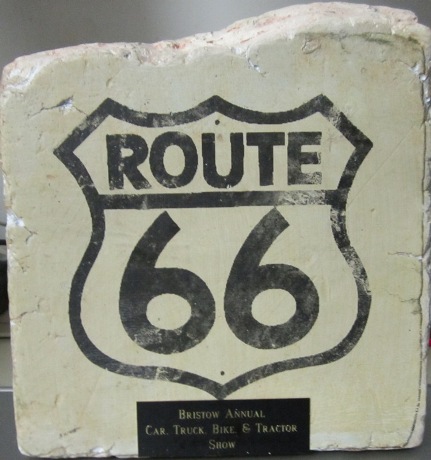 ROUTE
66
BRISTOW ANNUAL
CAR, TRUCK, BIKE, & TRACTOR
SHOW